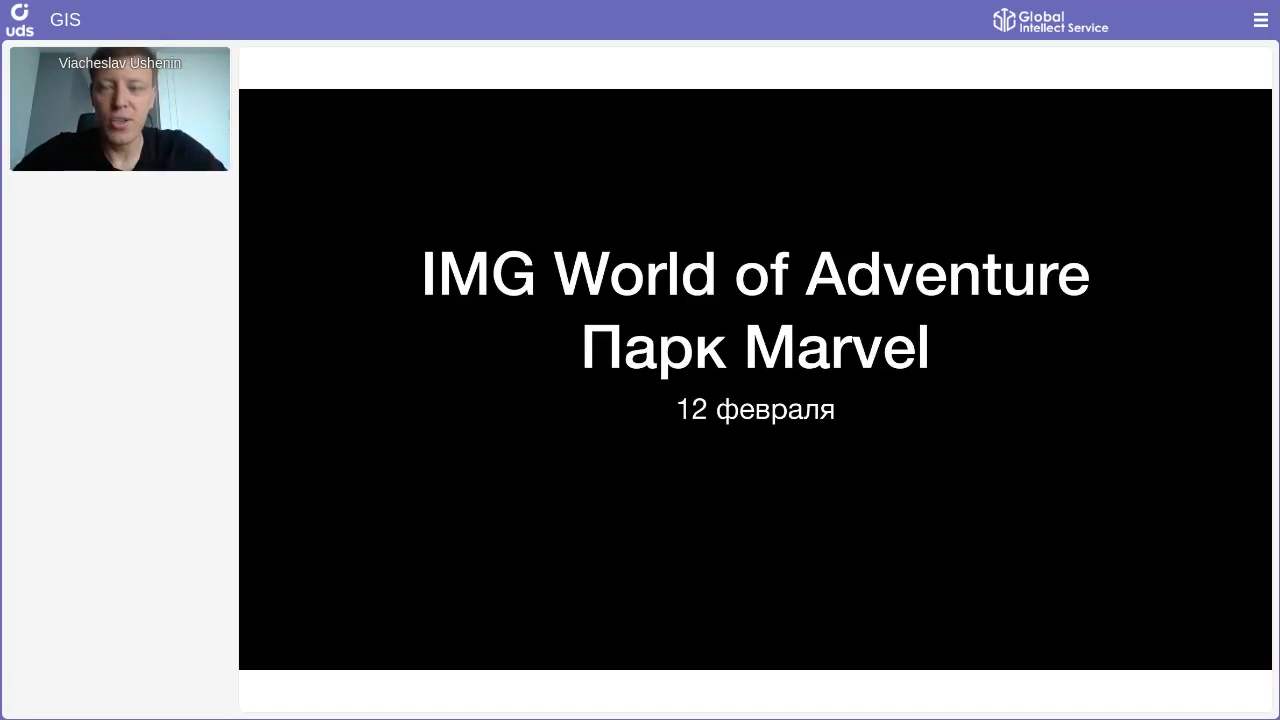 uds
GIS
Global
Intellect Service
Viacheslav Ushenin
IMG World of Adventure
Парк Marvel
12 февраля